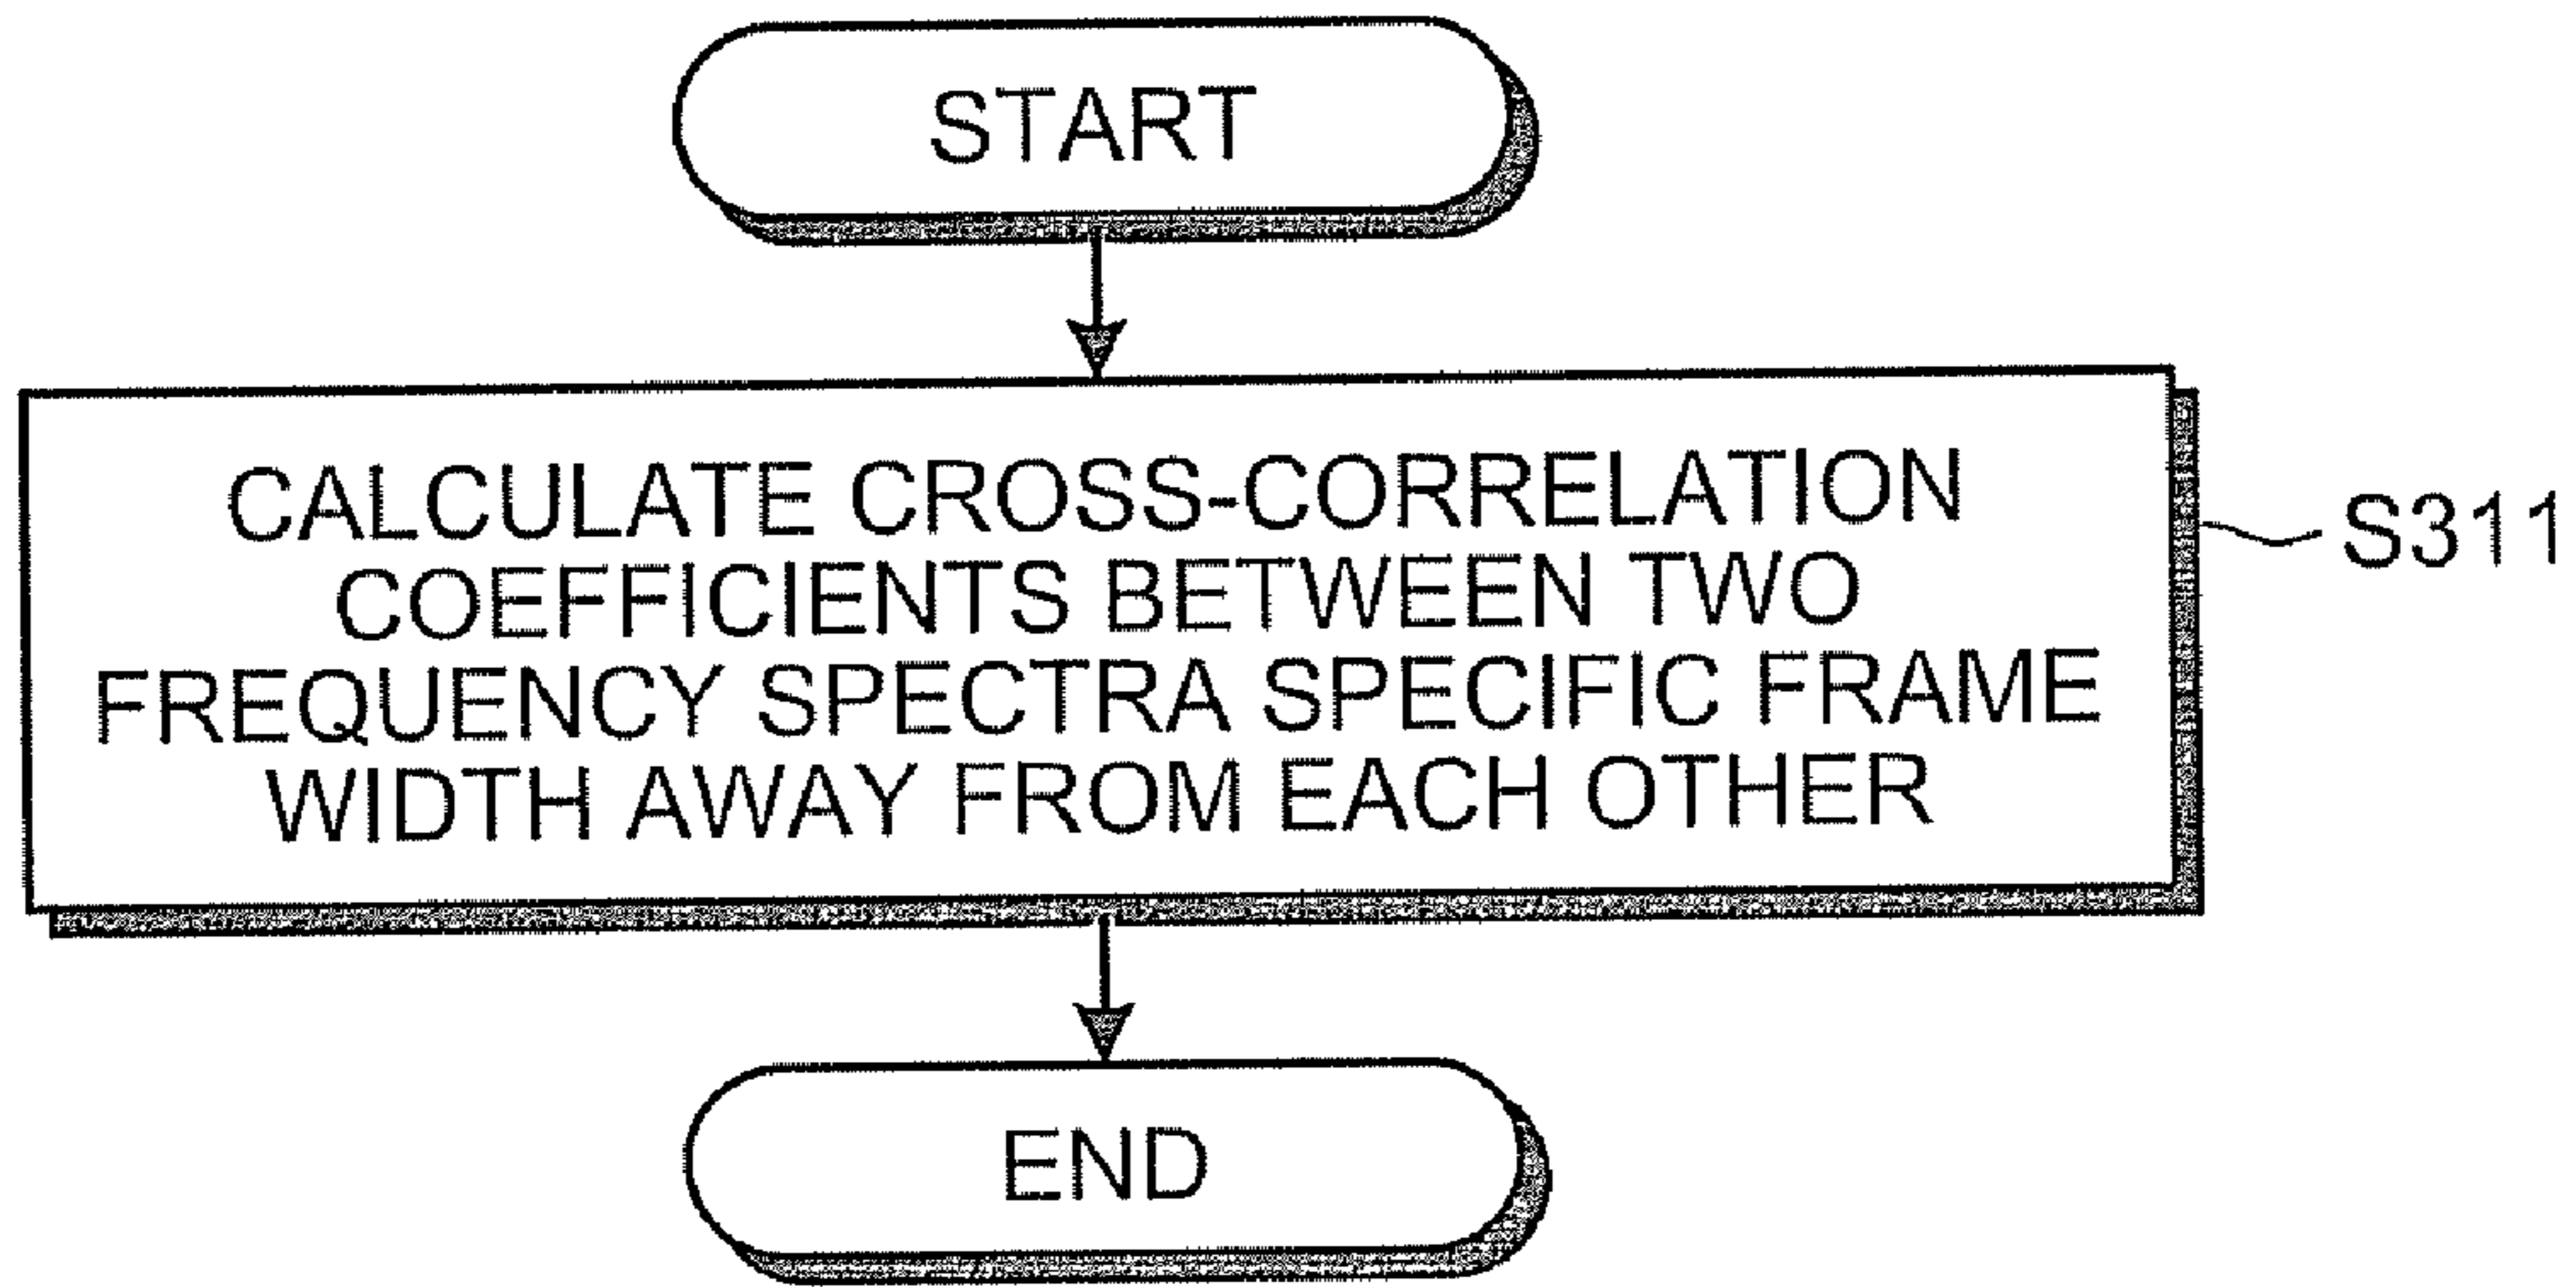 START
CALCULATE CROSS-CORRELATION
COEFFICIENTS BETWEEN TWO
FREQUENCY SPECTRA SPECIFIC FRAME
WIDTH AWAY FROM EACH OTHER
S311
END